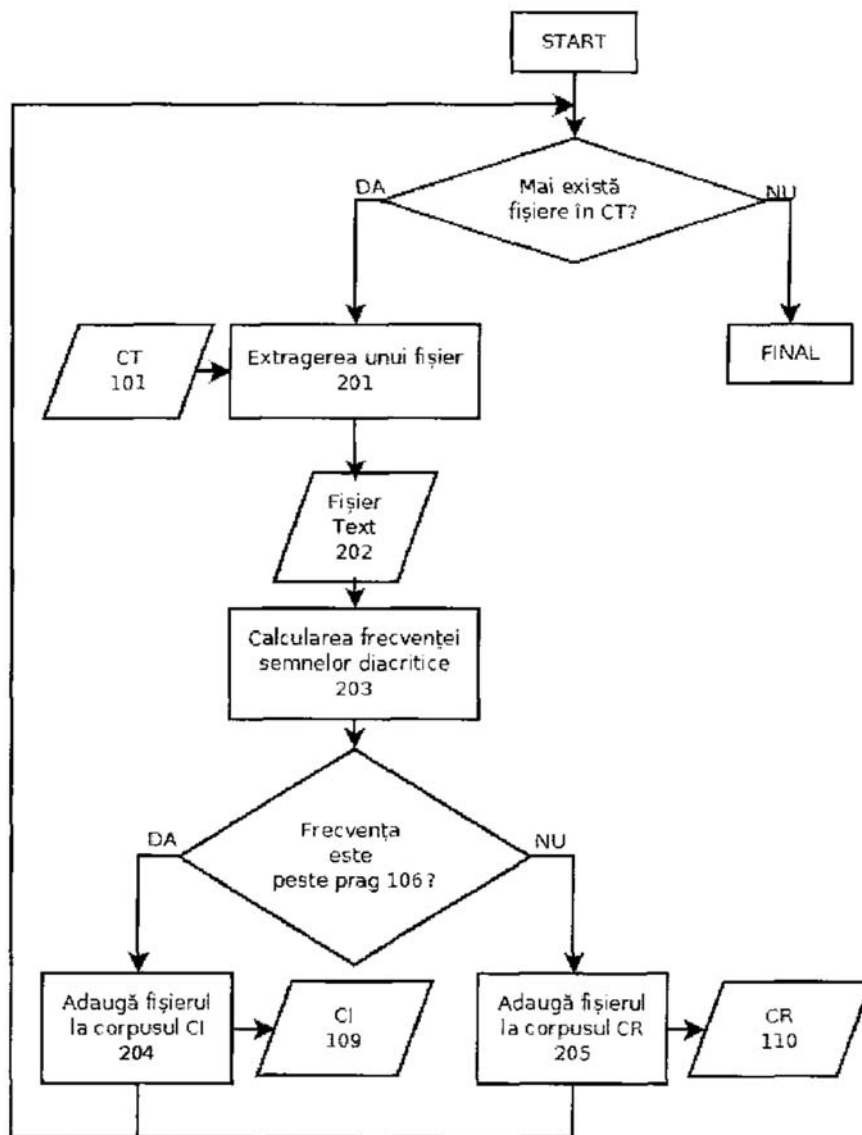 START
Mai există
fișiere în CT?
DA
NU
CT
101
Extragerea unui fișier
201
FINAL
Fișier
Text
202
Calcularea frecvenței
semnelor diacritice
203
Frecvența
este
peste prag 106?
DA
NU
Adaugă fișierul
la corpusul CI
204
CI
109
Adaugă fișierul
la corpusul CR
205
CR
110